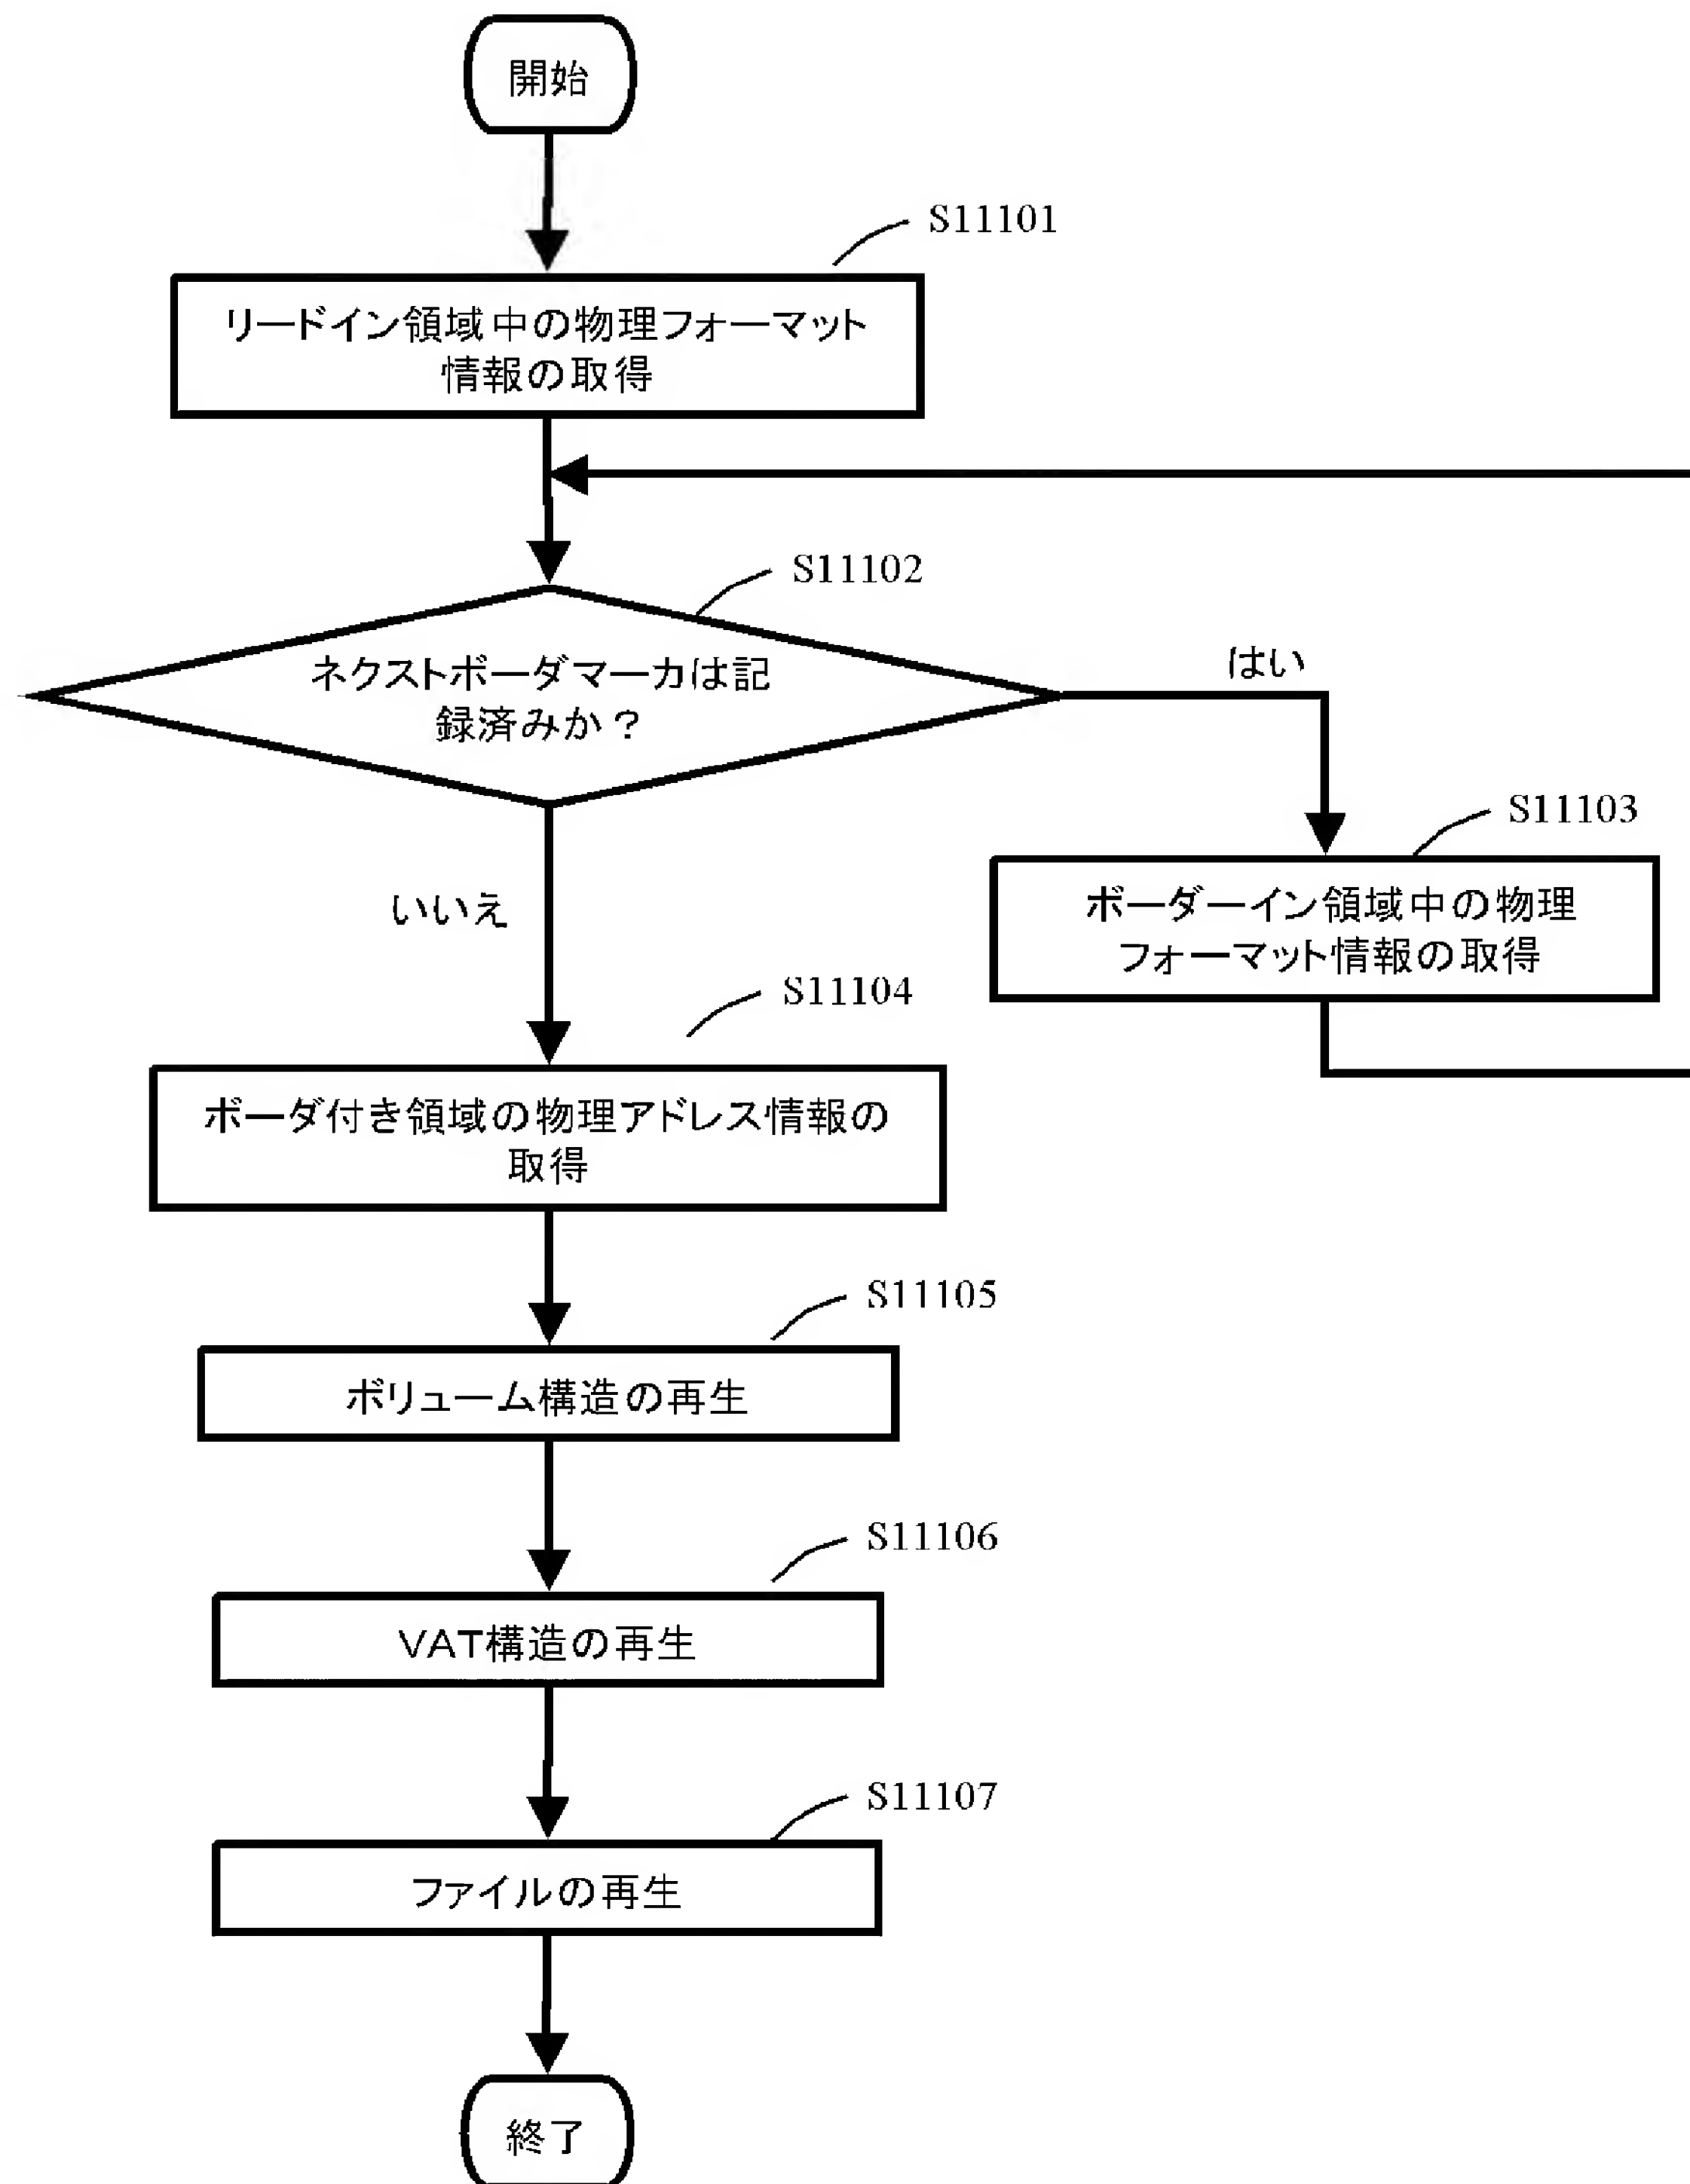 開始
S11101
リードイン領域中の物理フォーマット
情報の取得
S11102
ネクストボーダマーカは記
録済みか？
はい
S11103
ボーダーイン領域中の物理
フォーマット情報の取得
いいえ
S11104
ボーダ付き領域の物理アドレス情報の
取得
S11105
ボリューム構造の再生
S11106
VAT構造の再生
S11107
ファイルの再生
終了